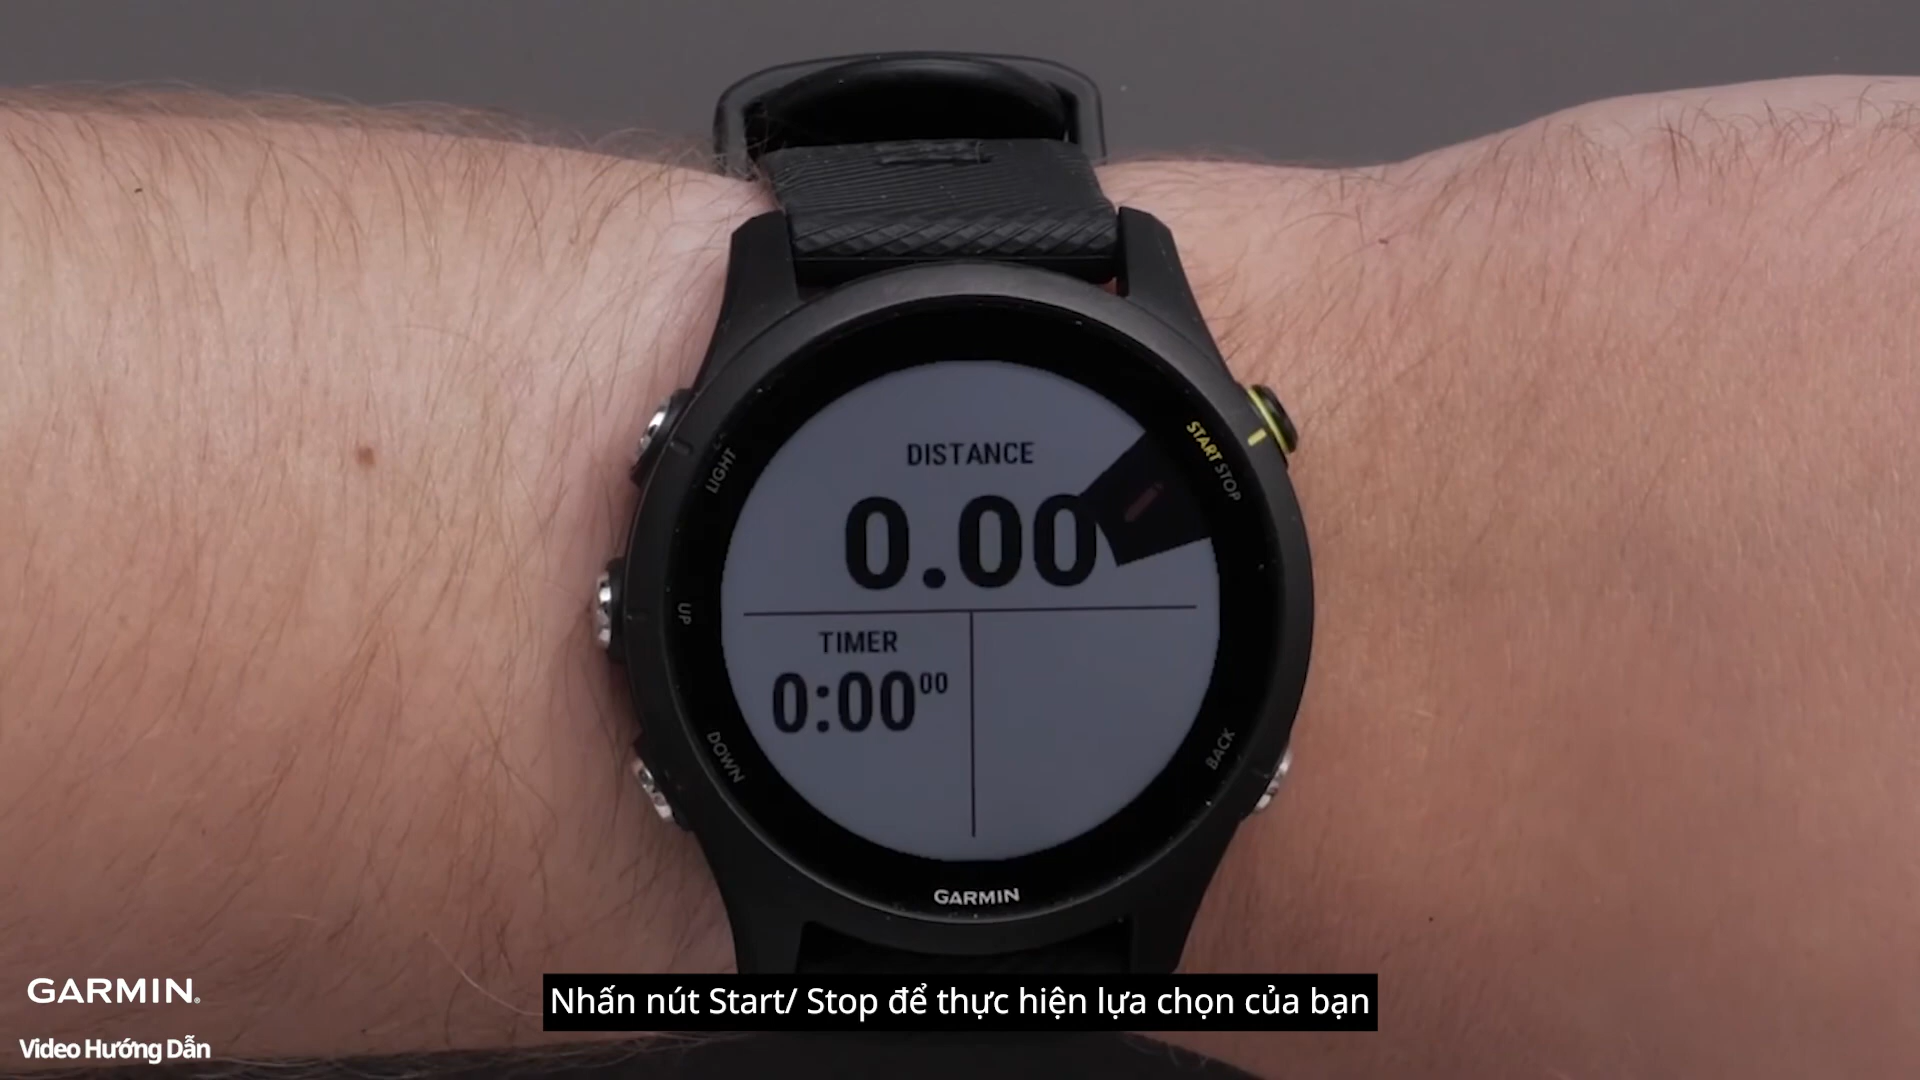 LIGHT
START STOP
DISTANCE
0.00
UP
TIMER
0:00 00
DOWN
BACK
GARMIN
GARMIN
Video Hướng Dẫn
Nhấn nút Start/ Stop để thực hiện lựa chọn của bạn